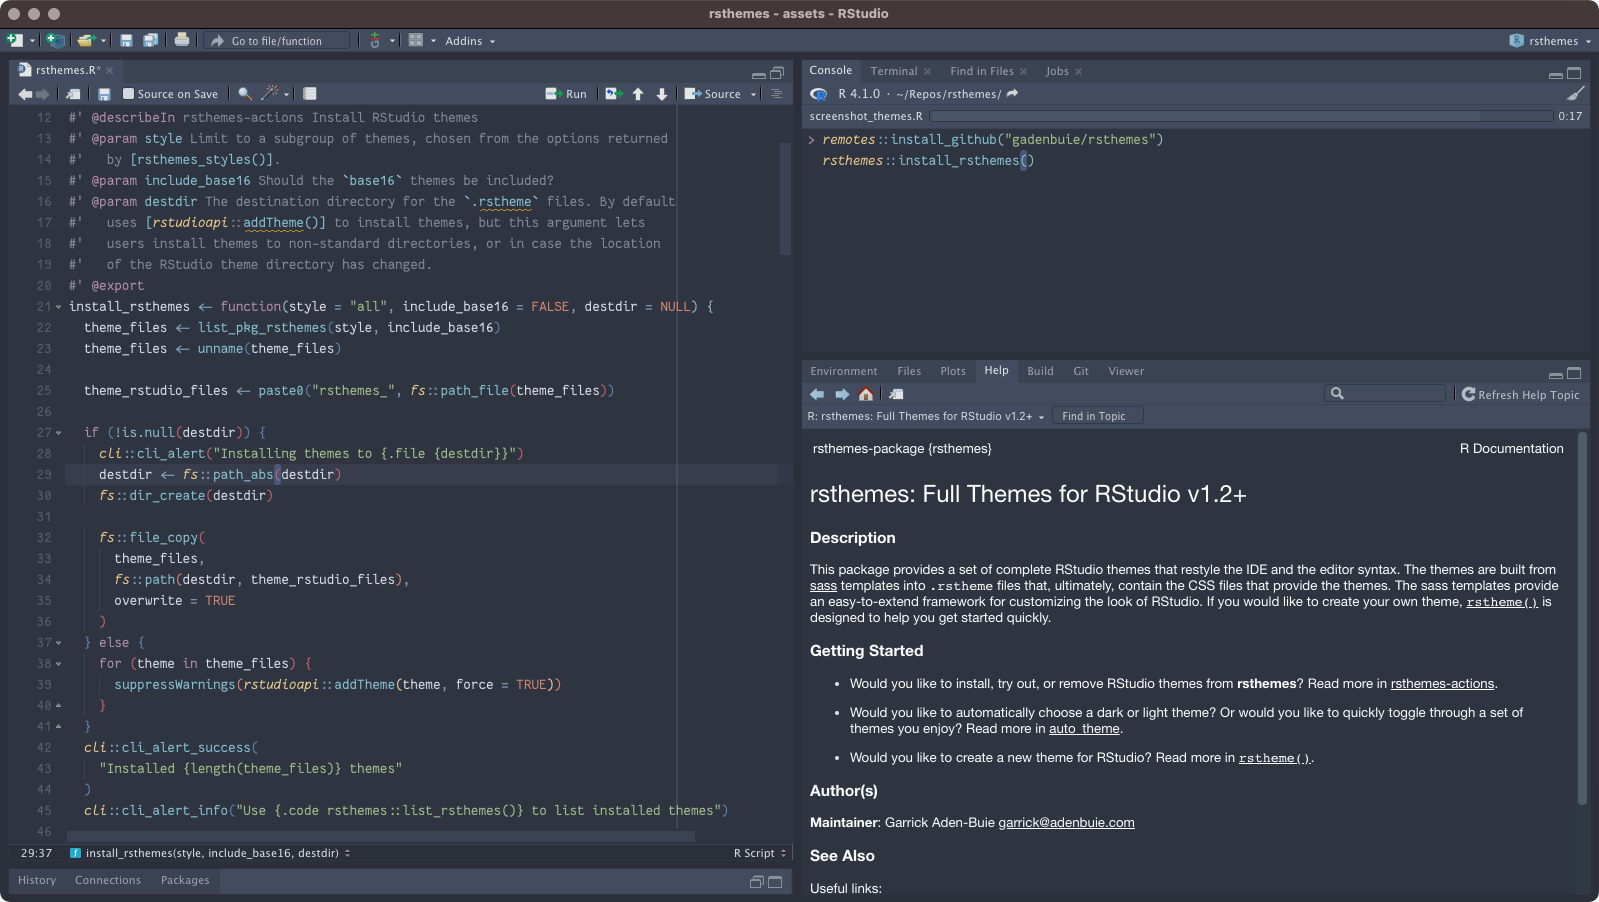 rsthemes - assets - RStudio
Go to file/function
Addins
rsthemes
rsthemes.R*
Source on Save
Run
Source
12 #' @describeIn rsthemes-actions Install RStudio themes
13 #' @param style Limit to a subgroup of themes, chosen from the options returned
14 #'   by [rsthemes_styles()].
15 #' @param include_base16 Should the `base16` themes be included?
16 #' @param destdir The destination directory for the `.rstheme` files. By default
17 #'   uses [rstudioapi::addTheme()] to install themes, but this argument lets
18 #'   users install themes to non-standard directories, or in case the location
19 #'   of the RStudio theme directory has changed.
20 #' @export
21 install_rsthemes <- function(style = "all", include_base16 = FALSE, destdir = NULL) {
22   theme_files <- list_pkg_rsthemes(style, include_base16)
23   theme_files <- unname(theme_files)
24
25   theme_rstudio_files <- paste0("rsthemes_", fs::path_file(theme_files))
26
27   if (!is.null(destdir)) {
28     cli::cli_alert("Installing themes to {.file {destdir}}")
29     destdir <- fs::path_abs(destdir)
30     fs::dir_create(destdir)
31
32     fs::file_copy(
33       theme_files,
34       fs::path(destdir, theme_rstudio_files),
35       overwrite = TRUE
36     )
37   } else {
38     for (theme in theme_files) {
39       suppressWarnings(rstudioapi::addTheme(theme, force = TRUE))
40     }
41   }
42   cli::cli_alert_success(
43     "Installed {length(theme_files)} themes"
44   )
45   cli::cli_alert_info("Use {.code rsthemes::list_rsthemes()} to list installed themes")
46
29:37 install_rsthemes(style, include_base16, destdir)
R Script
History Connections Packages
Console Terminal Find in Files Jobs
R 4.1.0 · ~/Repos/rsthemes/
screenshot_themes.R 0:17
> remotes::install_github("gadenbuie/rsthemes")
rsthemes::install_rsthemes()
Environment Files Plots Help Build Git Viewer
Refresh Help Topic
R: rsthemes: Full Themes for RStudio v1.2+
Find in Topic
rsthemes-package {rsthemes}
R Documentation
rsthemes: Full Themes for RStudio v1.2+
Description
This package provides a set of complete RStudio themes that restyle the IDE and the editor syntax. The themes are built from
sass templates into .rstheme files that, ultimately, contain the CSS files that provide the themes. The sass templates provide
an easy-to-extend framework for customizing the look of RStudio. If you would like to create your own theme, rstheme() is
designed to help you get started quickly.
Getting Started
• Would you like to install, try out, or remove RStudio themes from rsthemes? Read more in rsthemes-actions.
• Would you like to automatically choose a dark or light theme? Or would you like to quickly toggle through a set of
themes you enjoy? Read more in auto_theme.
• Would you like to create a new theme for RStudio? Read more in rstheme().
Author(s)
Maintainer: Garrick Aden-Buie garrick@adenbuie.com
See Also
Useful links: